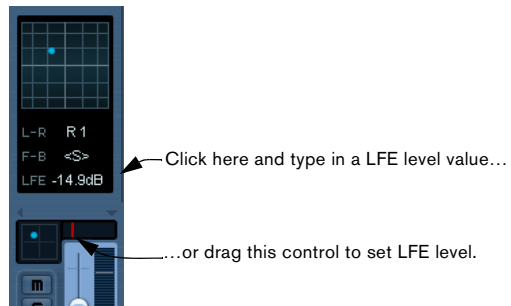 L-R R 1
F-B <S>
LFE -14.9dB
Click here and type in a LFE level value…
…or drag this control to set LFE level.
m